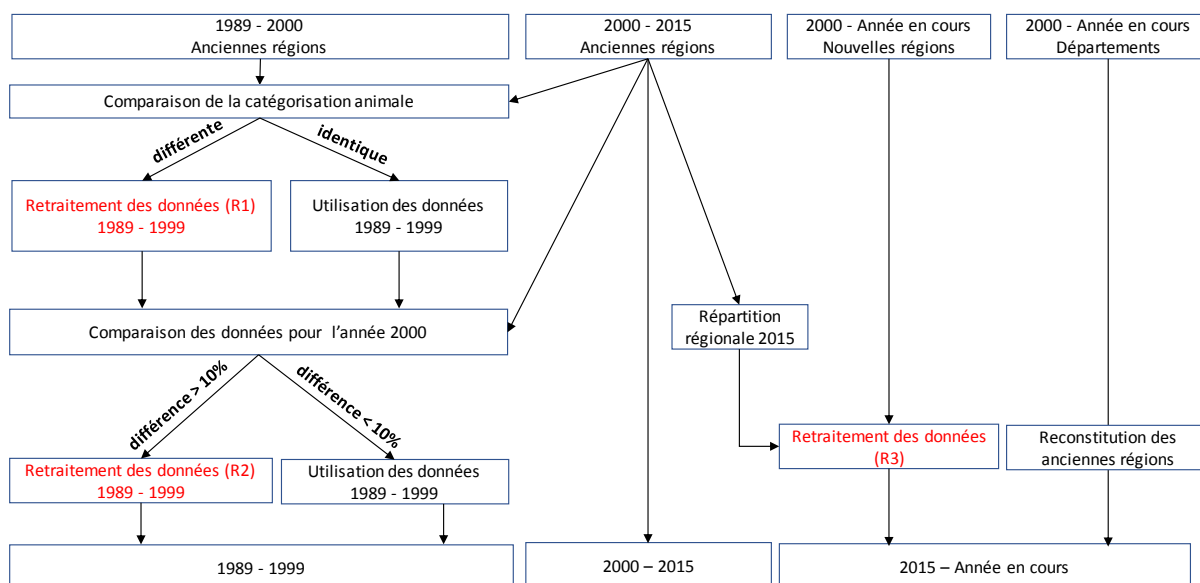 1989 - 2000
Anciennes régions
2000 - 2015
Anciennes régions
2000 - Année en cours
Nouvelles régions
2000 - Année en cours
Départements
Comparaison de la catégorisation animale
différente
identique
Retraitement des données (R1)
1989 - 1999
Utilisation des données
1989 - 1999
Comparaison des données pour l'année 2000
Répartition
régionale 2015
différence > 10%
différence < 10%
Retraitement des données (R2)
1989 - 1999
Utilisation des données
1989 - 1999
Retraitement des données
(R3)
Reconstitution des
anciennes régions
1989 - 1999
2000 – 2015
2015 – Année en cours